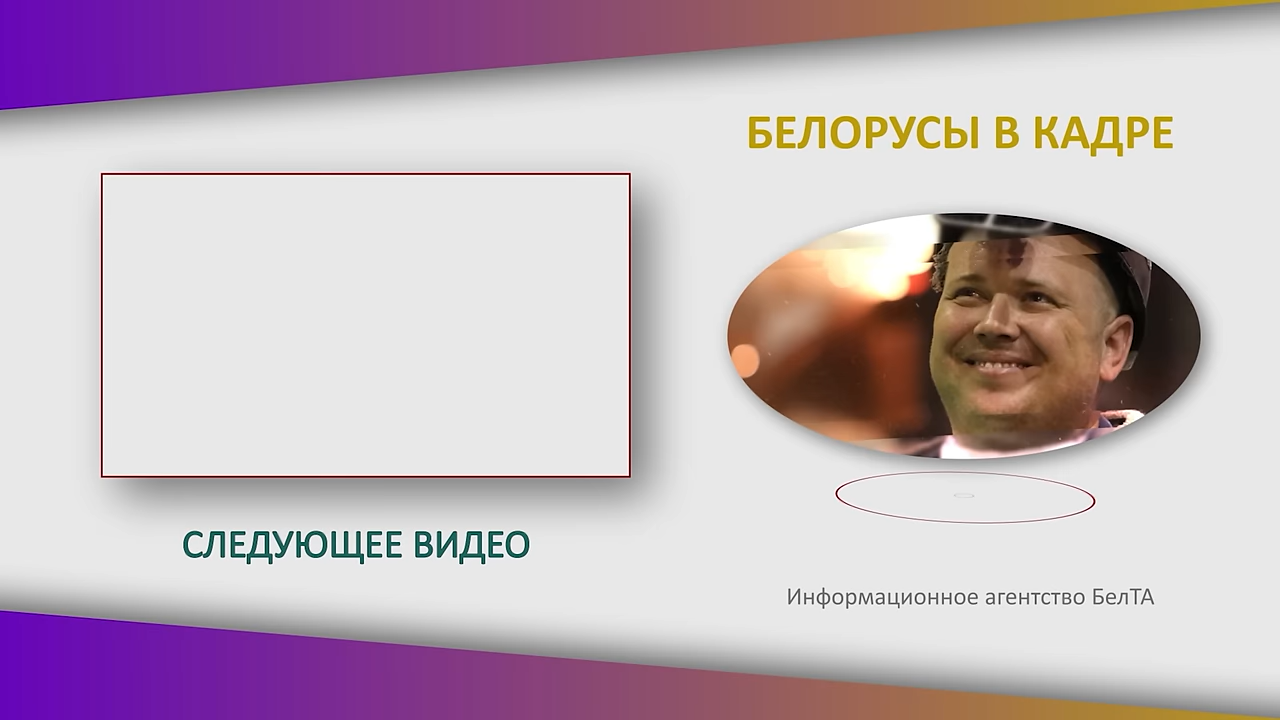 БЕЛОРУСЫ В КАДРЕ
СЛЕДУЮЩЕЕ ВИДЕО
Информационное агентство БелТА